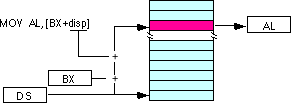 MOV AL,[BX+disp]
AL
+
BX
+
DS